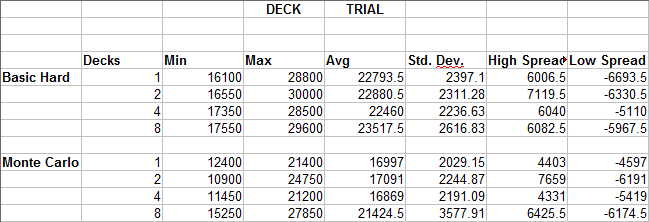 DECK TRIAL
Decks Min Max Avg Std. Dev. High Spread Low Spread
Basic Hard 1 16100 28800 22793.5 2397.1 6006.5 -6693.5
2 16550 30000 22880.5 2311.28 7119.5 -6330.5
4 17350 28500 22460 2236.63 6040 -5110
8 17550 29600 23517.5 2616.83 6082.5 -5967.5
Monte Carlo 1 12400 21400 16997 2029.15 4403 -4597
2 10900 24750 17091 2244.87 7659 -6191
4 11450 21200 16869 2191.09 4331 -5419
8 15250 27850 21424.5 3577.91 6425.5 -6174.5